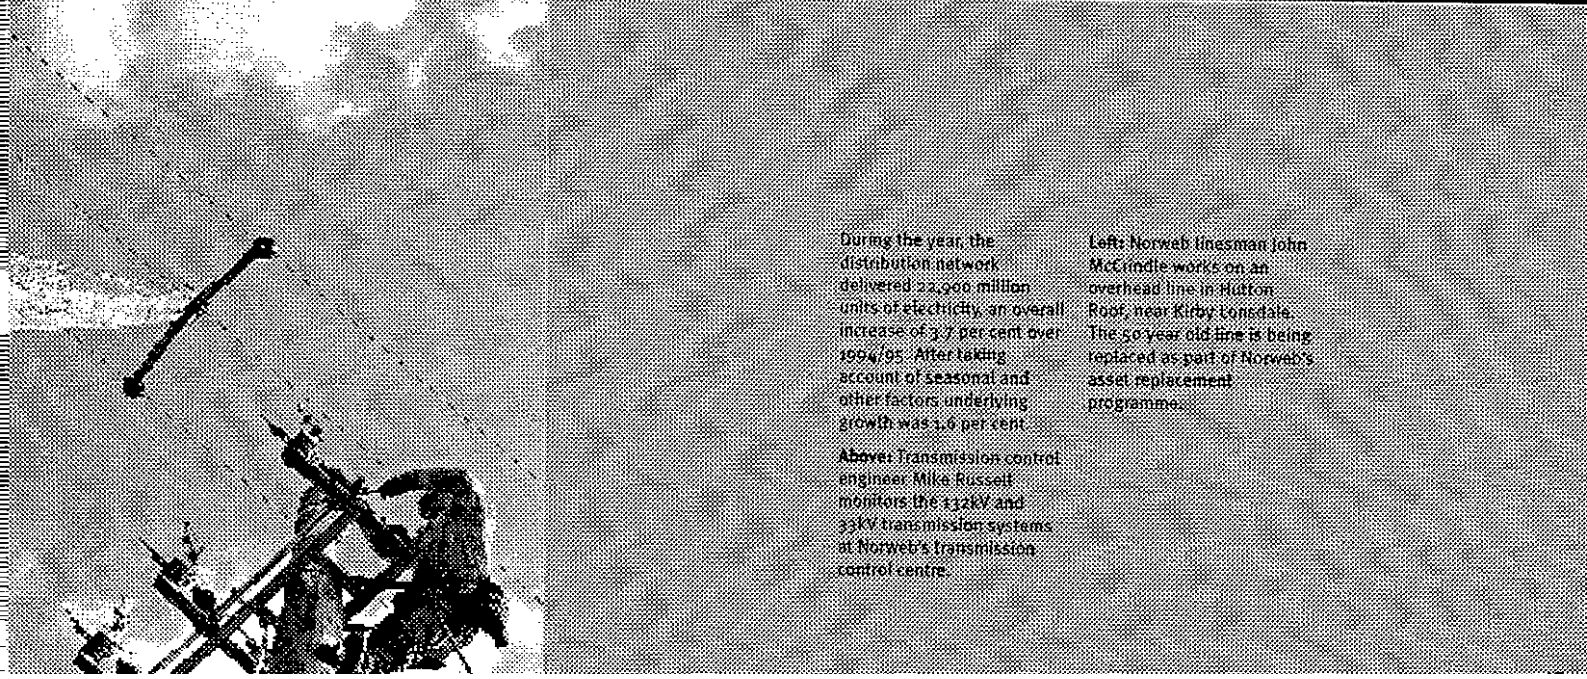 During the year, the
distribution network
delivered 22,900 million
units of electricity, an overall
increase of 3.7 per cent over
1994/95. After taking
account of seasonal and
other factors underlying
growth was 1.6 per cent.
Above: Transmission control
engineer Mike Russell
monitors the 132kV and
33kV transmission systems
at Norweb's transmission
control centre.
Left: Norweb linesman John
McCrindle works on an
overhead line in Hutton
Roof, near Kirby Lonsdale.
The 50 year old line is being
replaced as part of Norweb's
asset replacement
programme.